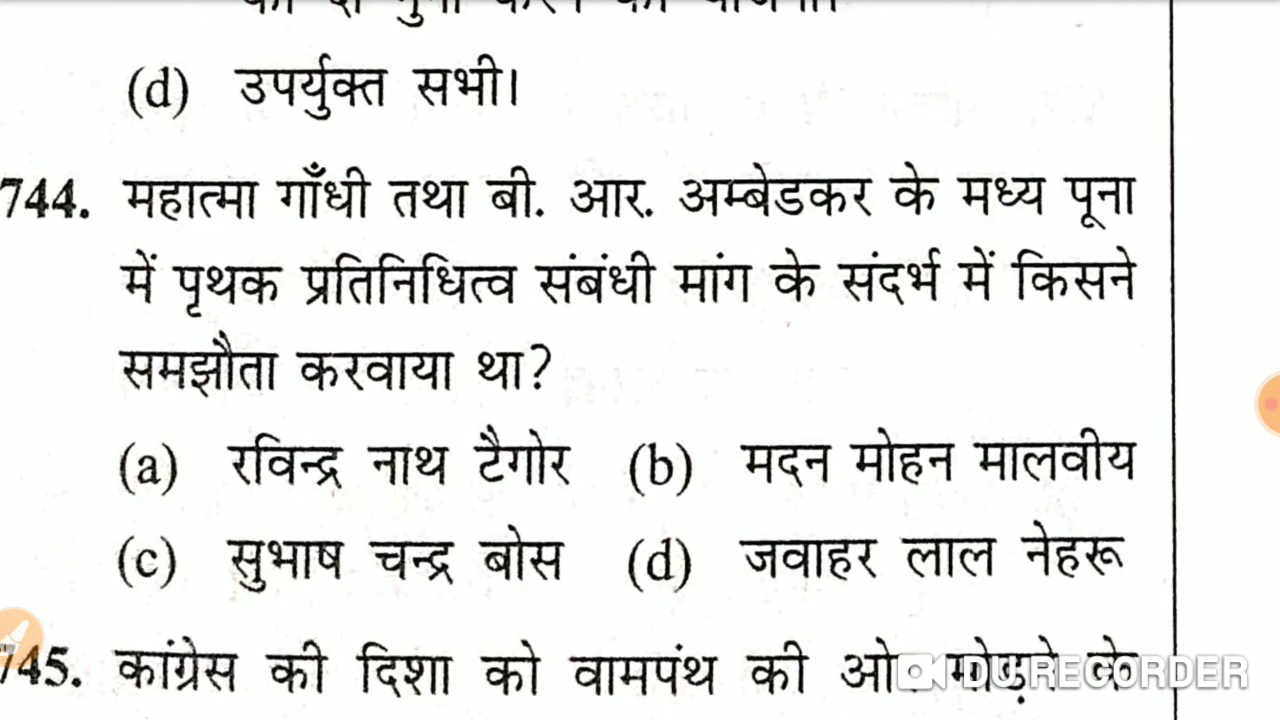 (d) उपर्युक्त सभी।
744. महात्मा गाँधी तथा बी. आर. अम्बेडकर के मध्य पूना
में पृथक प्रतिनिधित्व संबंधी मांग के संदर्भ में किसने
समझौता करवाया था?
(a) रविन्द्र नाथ टैगोर (b) मदन मोहन मालवीय
(c) सुभाष चन्द्र बोस (d) जवाहर लाल नेहरू
745. कांग्रेस की दिशा को वामपंथ की
DU RECORDER